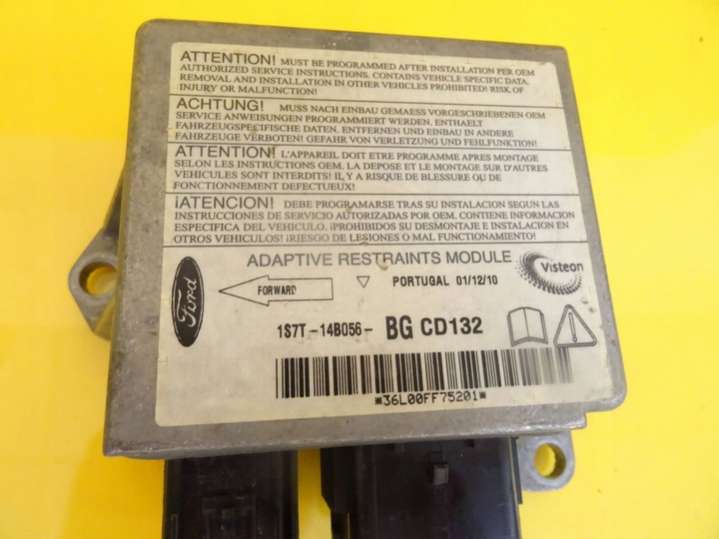 ATTENTION! MUST BE PROGRAMMED AFTER INSTALLATION PER OEM
AUTHORIZED SERVICE INSTRUCTIONS. CONTAINS VEHICLE SPECIFIC DATA.
REMOVAL AND INSTALLATION IN OTHER VEHICLES PROHIBITED! RISK OF
INJURY OR MALFUNCTION!
ACHTUNG! MUSS NACH EINBAU GEMAESS VORGESCHRIEBENEN OEM
SERVICE ANWEISUNGEN PROGRAMMIERT WERDEN. ENTHAELT
FAHRZEUGSPEZIFISCHE DATEN. ENTFERNEN UND EINBAU IN ANDERE
FAHRZEUGE VERBOTEN! GEFAHR VON VERLETZUNG UND FEHLFUNKTION!
ATTENTION! L'APPAREIL DOIT ETRE PROGRAMME APRES MONTAGE
SELON LES INSTRUCTIONS OEM. LA DEPOSE ET LE MONTAGE SUR D'AUTRES
VEHICULES SONT INTERDITS! IL Y A RISQUE DE BLESSURE OU DE
FONCTIONNEMENT DEFECTUEUX!
¡ATENCION! DEBE PROGRAMARSE TRAS SU INSTALACION SEGUN LAS
INSTRUCCIONES DE SERVICIO AUTORIZADAS POR OEM. CONTIENE INFORMACION
ESPECIFICA DEL VEHICULO. ¡PROHIBIDOS SU DESMONTAJE E INSTALACION EN
OTROS VEHICULOS! ¡RIESGO DE LESIONES O MAL FUNCIONAMIENTO!
ADAPTIVE RESTRAINTS MODULE
Visteon
Ford
FORWARD
PORTUGAL 01/12/10
1S7T-14B056- BG CD132
*36L00FF75201*